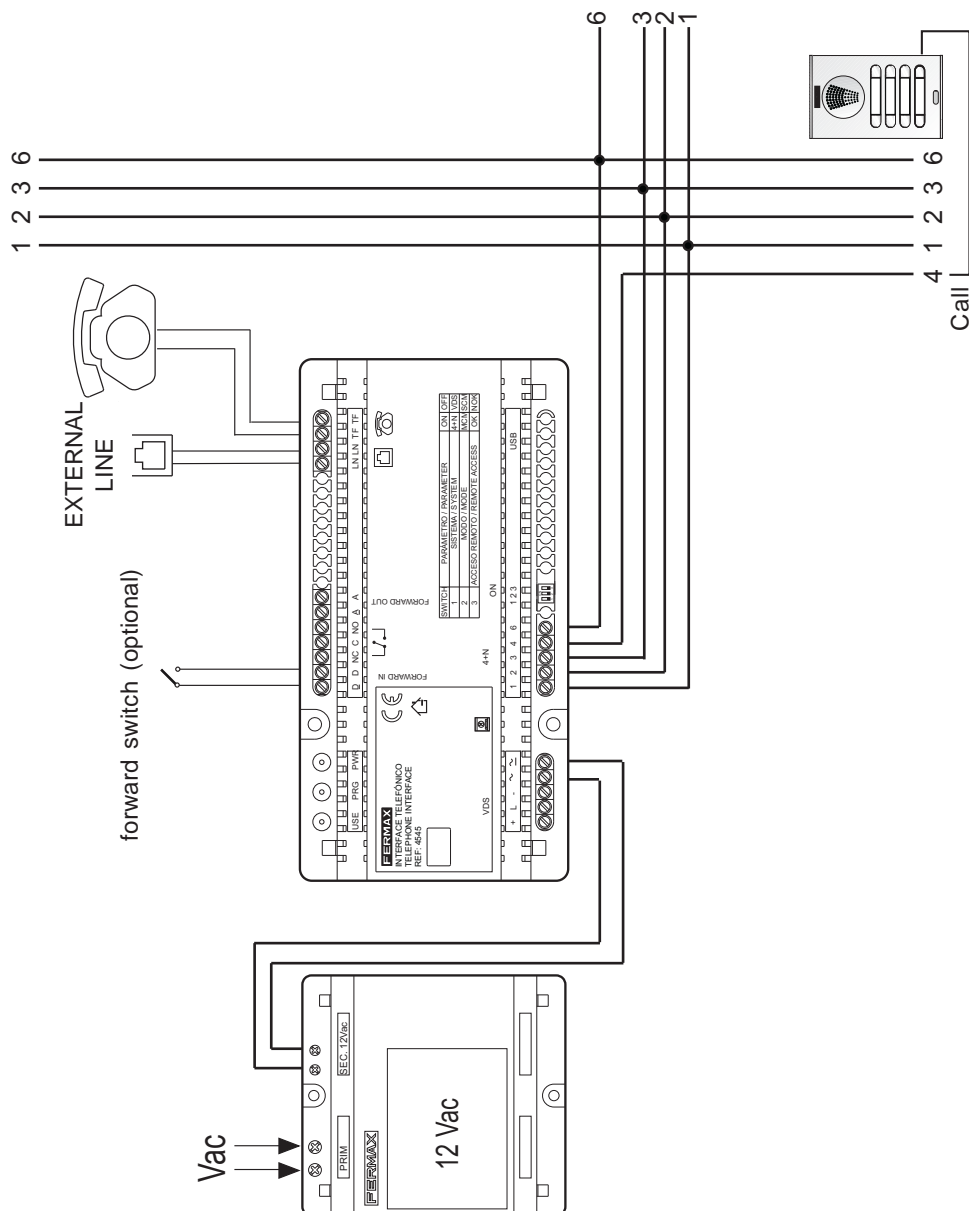 6
3
2
1
6 3 2 1
EXTERNAL
LINE
forward switch (optional)
LN LN TF TF
D D NC C NO A A
USE PRG PWR
FORWARD IN
FORWARD OUT
SWITCH PARAMETRO / PARAMETER ON OFF
1 SISTEMA / SYSTEM 4+N VDS
2 MODO / MODE MCM SCM
3 ACCESO REMOTO / REMOTE ACCESS OK NOK
ON
FERMAX
INTERFACE TELEFÓNICO
TELEPHONE INTERFACE
REF: 4545
CE
VDS
4+N
USB
+ L - ~ ~
1 2 3 4 6
1 2 3
6
3
2
1
4
Call
Vac
PRIM
SEC. 12Vac
FERMAX
12 Vac